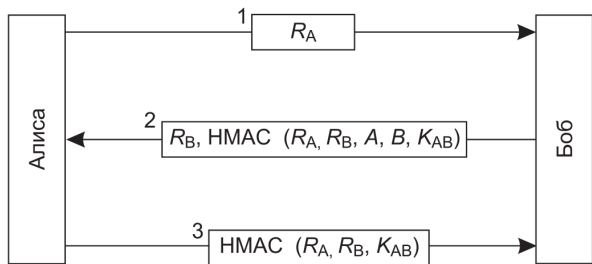 Алиса
1
R_A
2
R_B, HMAC (R_A, R_B, A, B, K_AB)
3
HMAC (R_A, R_B, K_AB)
Боб